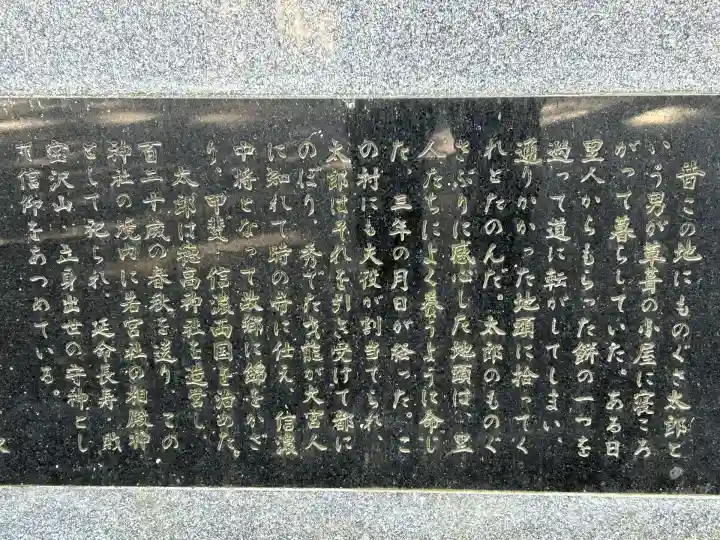 昔この地にものぐさ太郎と
いう男が草葺の小屋に寝ころ
がって暮らしていた。ある日
里人からもらった餅の一つを
誤って道に転がしてしまい、
通りがかった地頭に拾ってく
れとたのんだ。太郎のものぐ
さぶりに感心した地頭は、里
人たちによく養うように命じ
た。三年の月日が経った。こ
の村にも夫役が割当てられ、
太郎はそれを引き受けて都に
のぼり、秀でた才能が大宮人
に知れて時の帝に仕え、信濃
中将となって故郷に錦をかざ
り、甲斐・信濃両国を治めた。
太郎は穂高神社を造営し、
百二十歳の春秋を送り、この
神社の境内に若宮社の相殿神
として祀られ、延命長寿・
安沢山、立身出世の守神とし
て信仰をあつめている。